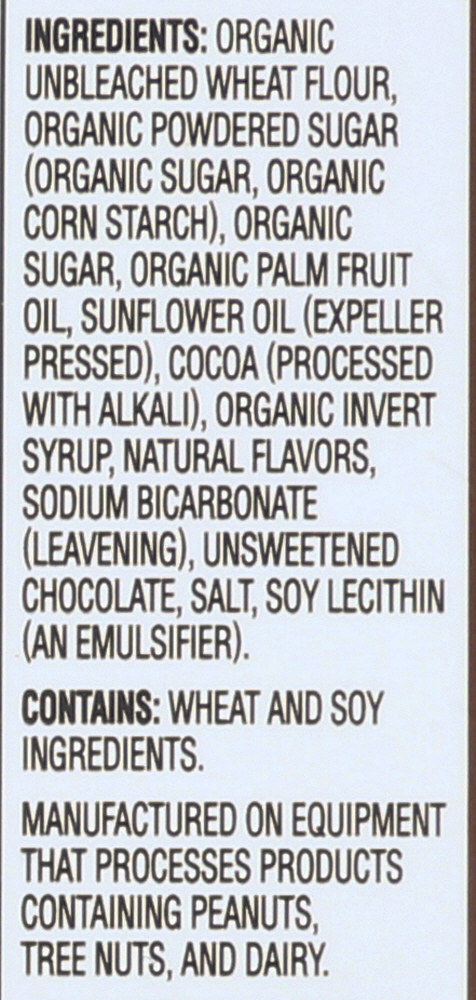 INGREDIENTS: ORGANIC
UNBLEACHED WHEAT FLOUR,
ORGANIC POWDERED SUGAR
(ORGANIC SUGAR, ORGANIC
CORN STARCH), ORGANIC
SUGAR, ORGANIC PALM FRUIT
OIL, SUNFLOWER OIL (EXPELLER
PRESSED), COCOA (PROCESSED
WITH ALKALI), ORGANIC INVERT
SYRUP, NATURAL FLAVORS,
SODIUM BICARBONATE
(LEAVENING), UNSWEETENED
CHOCOLATE, SALT, SOY LECITHIN
(AN EMULSIFIER).
CONTAINS: WHEAT AND SOY
INGREDIENTS.
MANUFACTURED ON EQUIPMENT
THAT PROCESSES PRODUCTS
CONTAINING PEANUTS,
TREE NUTS, AND DAIRY.